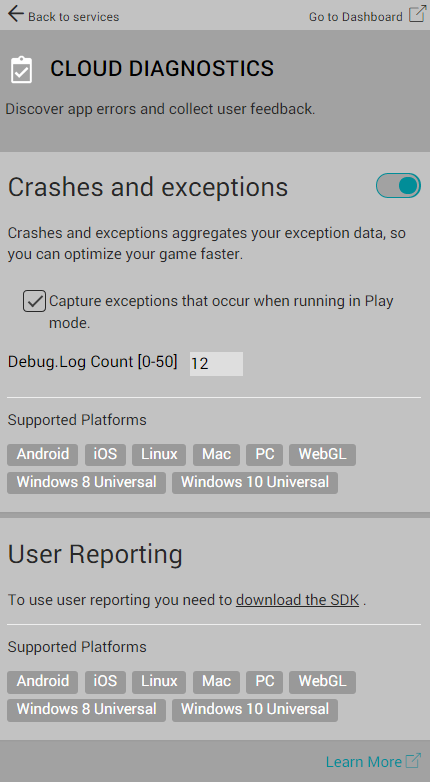 Back to services
Go to Dashboard
CLOUD DIAGNOSTICS
Discover app errors and collect user feedback.
Crashes and exceptions
Crashes and exceptions aggregates your exception data, so
you can optimize your game faster.
Capture exceptions that occur when running in Play
mode.
Debug.Log Count [0-50] 12
Supported Platforms
Android iOS Linux Mac PC WebGL
Windows 8 Universal Windows 10 Universal
User Reporting
To use user reporting you need to download the SDK .
Supported Platforms
Android iOS Linux Mac PC WebGL
Windows 8 Universal Windows 10 Universal
Learn More